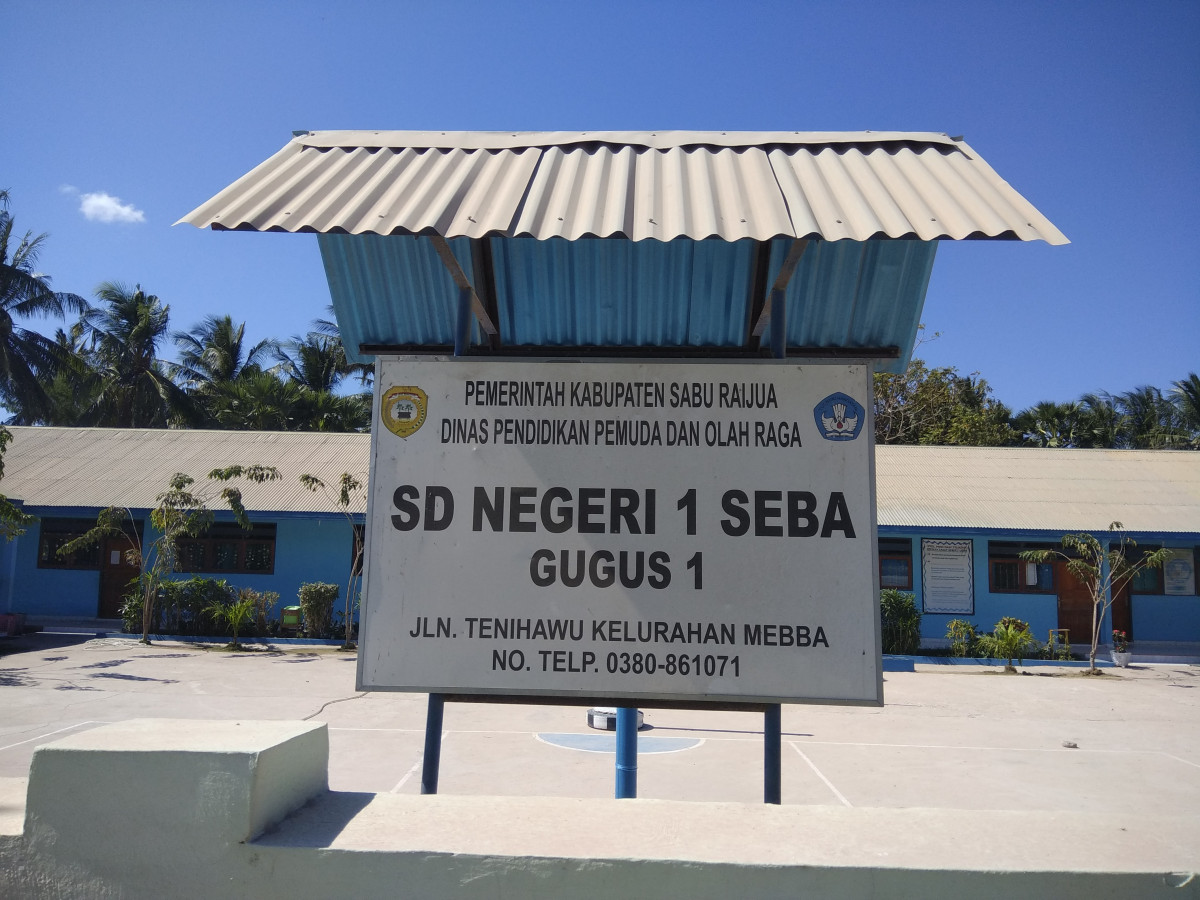 PEMERINTAH KABUPATEN SABU RAIJUA
DINAS PENDIDIKAN PEMUDA DAN OLAH RAGA
SD NEGERI 1 SEBA
GUGUS 1
JLN. TENIHAWU KELURAHAN MEBBA
NO. TELP. 0380-861071